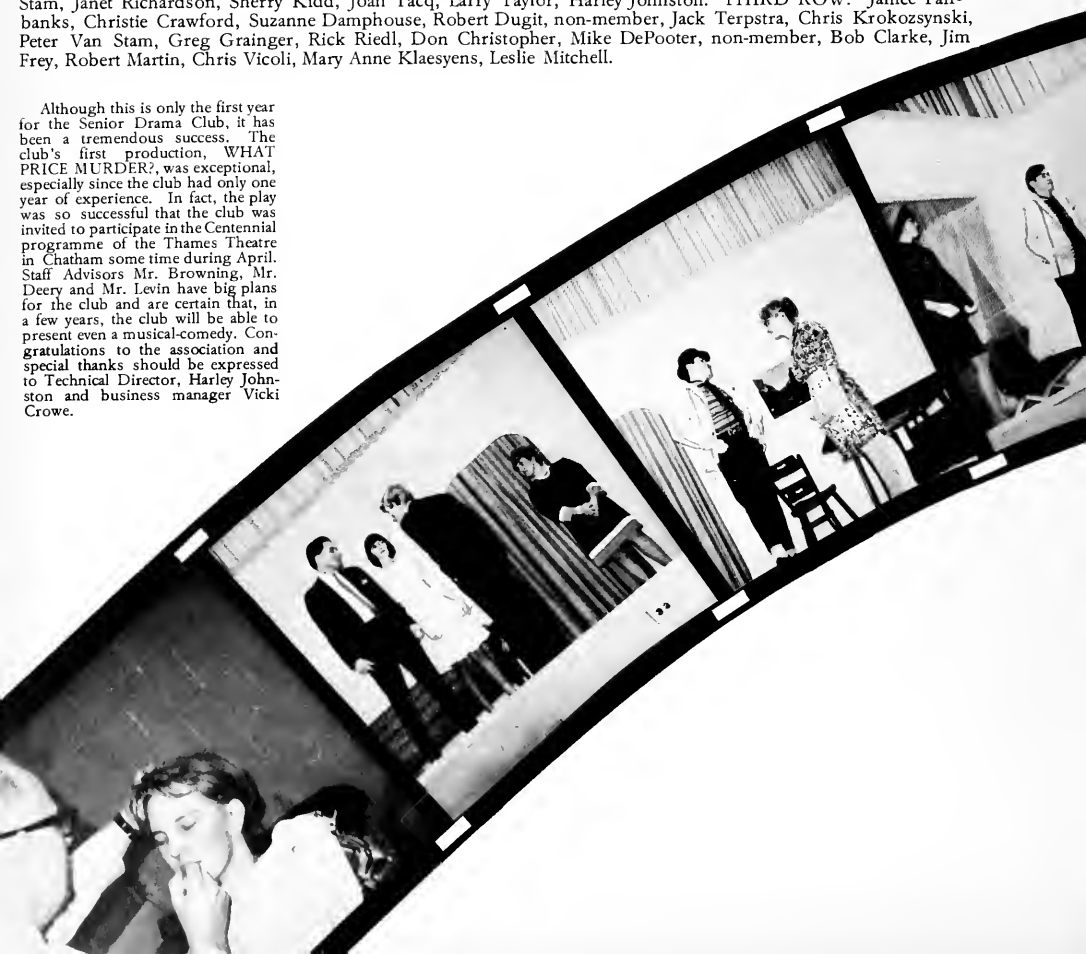 Stam, Janet Richardson, Sherry Kidd, Joan Tacq, Larry Taylor, Harley Johnston. THIRD ROW: Janice Fair-
banks, Christie Crawford, Suzanne Damphouse, Robert Dugit, non-member, Jack Terpstra, Chris Krokozsynski,
Peter Van Stam, Greg Grainger, Rick Riedl, Don Christopher, Mike DePooter, non-member, Bob Clarke, Jim
Frey, Robert Martin, Chris Vicoli, Mary Anne Klaesyens, Leslie Mitchell.
Although this is only the first year
for the Senior Drama Club, it has
been a tremendous success. The
club's first production, WHAT
PRICE MURDER?, was exceptional,
especially since the club had only one
year of experience. In fact, the play
was so successful that the club was
invited to participate in the Centennial
programme of the Thames Theatre
in Chatham some time during April.
Staff Advisors Mr. Browning, Mr.
Deery and Mr. Levin have big plans
for the club and are certain that, in
a few years, the club will be able to
present even a musical-comedy. Con-
gratulations to the association and
special thanks should be expressed
to Technical Director, Harley John-
ston and business manager Vicki
Crowe.